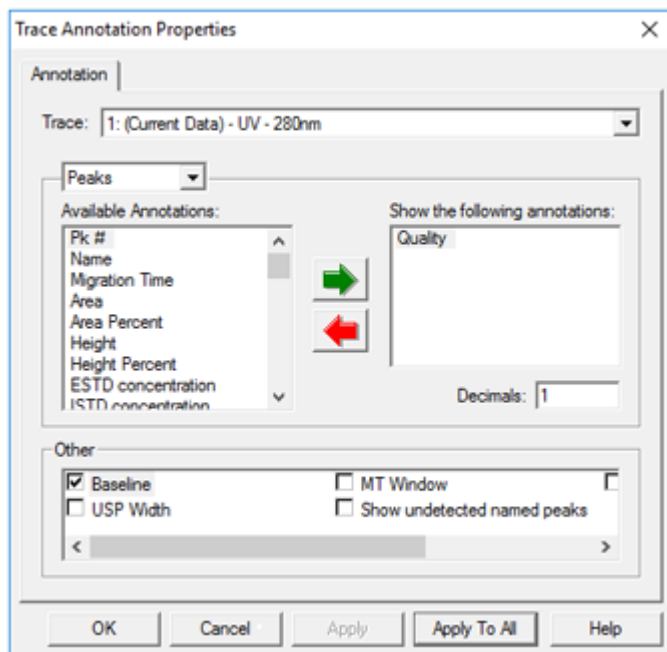 Trace Annotation Properties
Annotation
Trace: 1: (Current Data) - UV - 280nm
Peaks
Available Annotations:
Pk #
Name
Migration Time
Area
Area Percent
Height
Height Percent
ESTD concentration
ISTD concentration
Show the following annotations:
Quality
Decimals: 1
Other
Baseline
MT Window
USP Width
Show undetected named peaks
OK Cancel Apply Apply To All Help